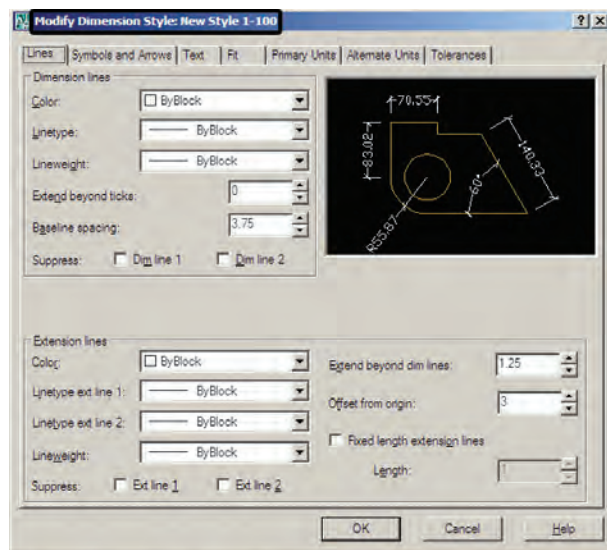 Modify Dimension Style: New Style 1-100
Lines Symbols and Arrows Text Fit Primary Units Alternate Units Tolerances
Dimension lines
Color: ByBlock
Linetype: ByBlock
Lineweight: ByBlock
Extend beyond ticks: 0
Baseline spacing: 3.75
Suppress: Dim line 1 Dim line 2
70.55
83.02
140.33
60°
R55.87
Extension lines
Color: ByBlock
Linetype ext line 1: ByBlock
Linetype ext line 2: ByBlock
Lineweight: ByBlock
Suppress: Ext line 1 Ext line 2
Extend beyond dim lines: 1.25
Offset from origin: 3
Fixed length extension lines
Length: 1
OK Cancel Help